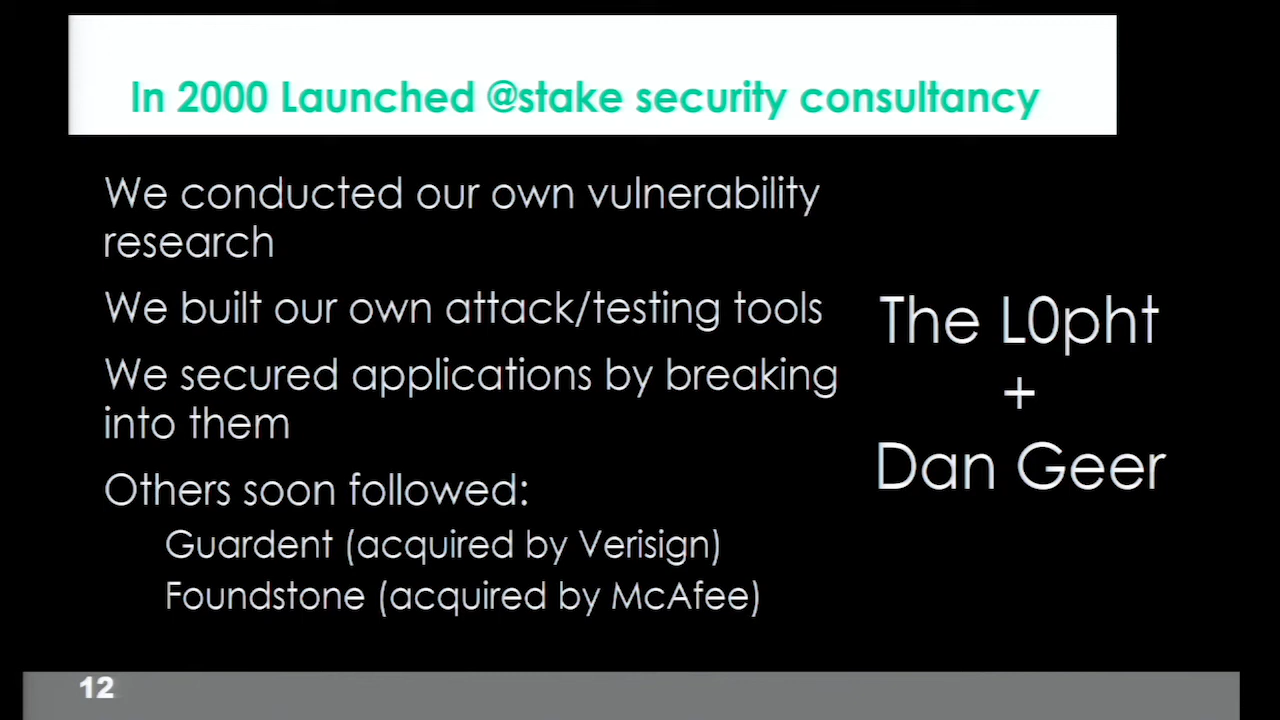 In 2000 Launched @stake security consultancy
We conducted our own vulnerability
research
We built our own attack/testing tools
We secured applications by breaking
into them
Others soon followed:
Guardent (acquired by Verisign)
Foundstone (acquired by McAfee)
The L0pht
+
Dan Geer
12